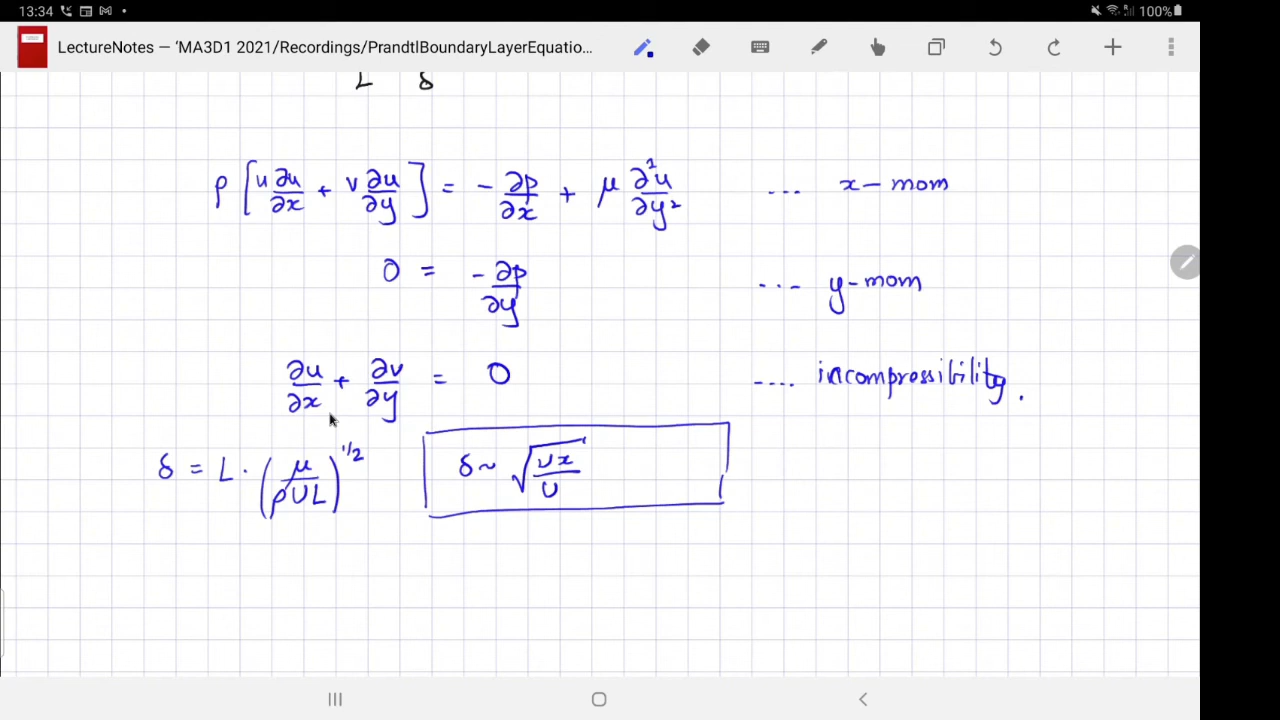 13:34 100%
LectureNotes — ‘MA3D1 2021/Recordings/PrandtlBoundaryLayerEquatio...
L δ
ρ [u ∂u/∂x + v ∂u/∂y] = - ∂p/∂x + μ ∂²u/∂y² ... x-mom
0 = - ∂p/∂y ... y-mom
∂u/∂x + ∂v/∂y = 0 .... incompressibility.
δ = L · (μ/ρUL)^1/2 δ ~ √(νx/U)